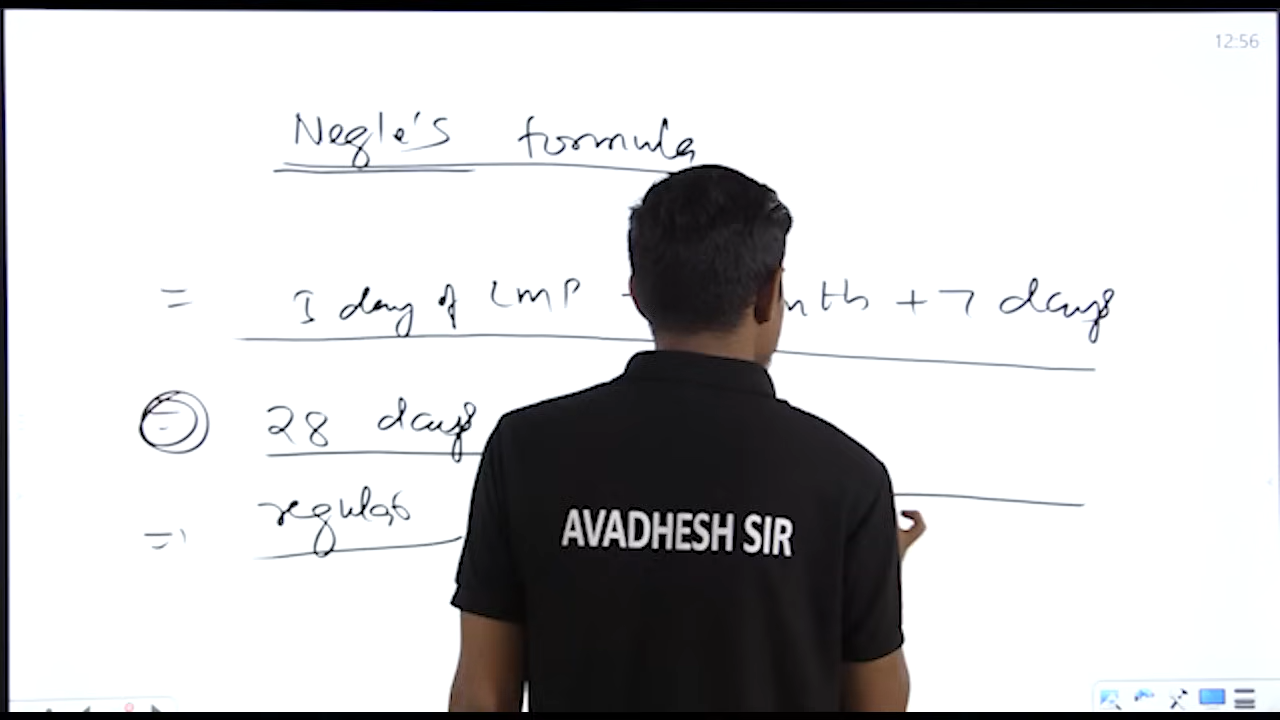 12:56
Negle's formula
= I day of LMP nth + 7 days
= 28 days
=) regular
AVADHESH SIR